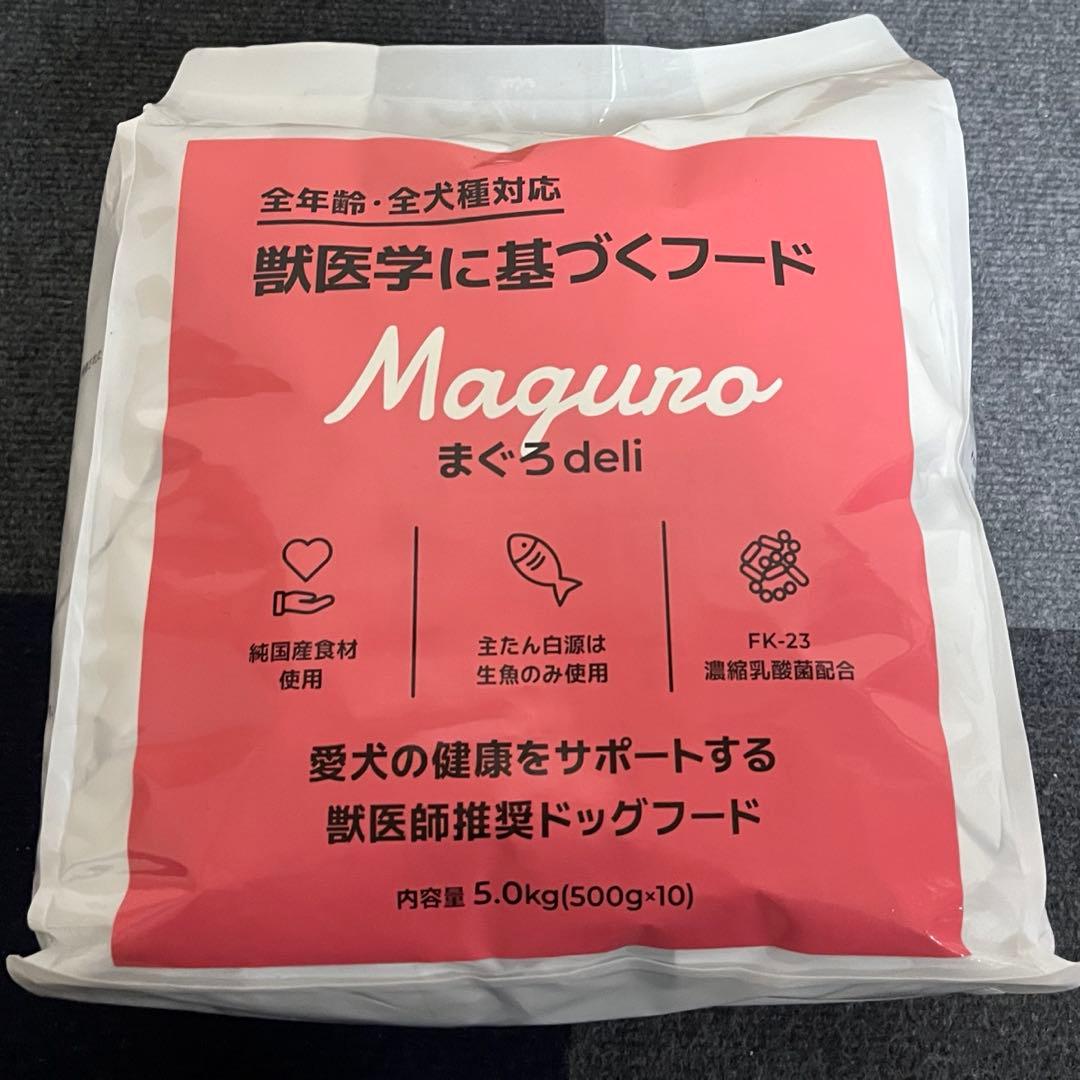 全年齢・全犬種対応
獣医学に基づくフード
Maguro
まぐろdeli
純国産食材
使用
主たん白源は
生魚のみ使用
FK-23
濃縮乳酸菌配合
愛犬の健康をサポートする
獣医師推奨ドッグフード
内容量 5.0kg(500g×10)